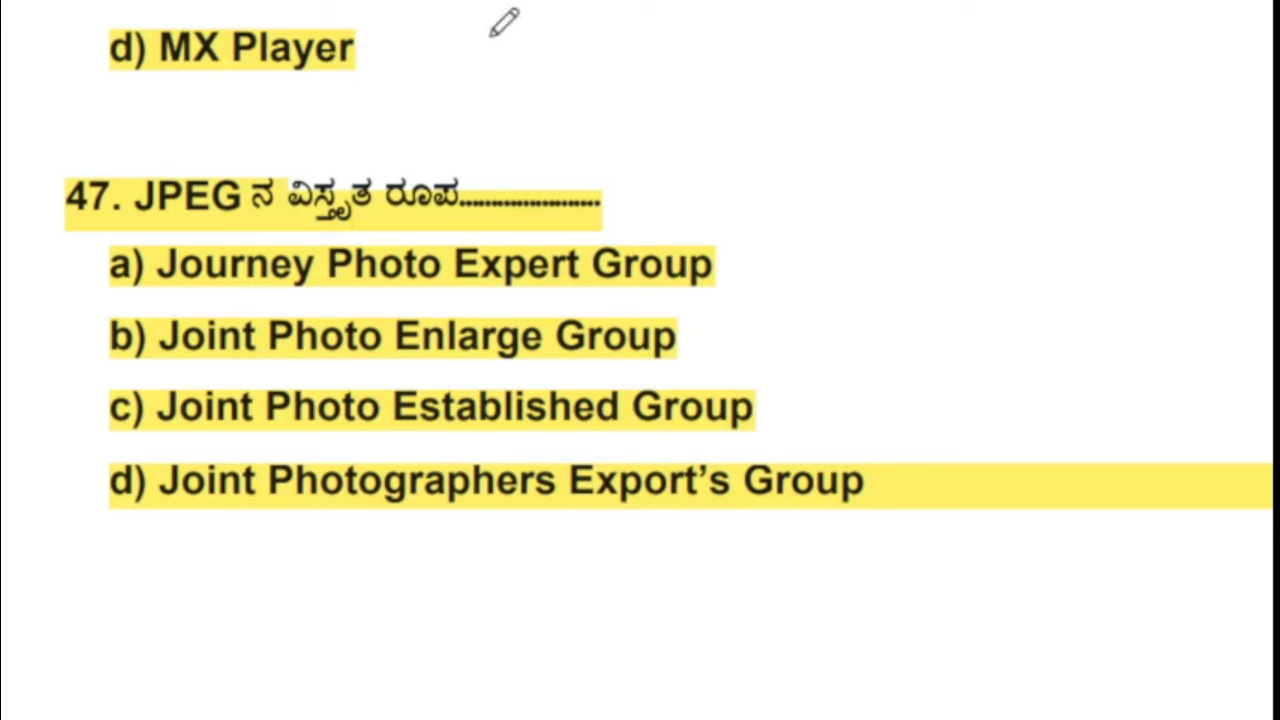 d) MX Player
47. JPEG ನ ವಿಸ್ತೃತ ರೂಪ......................
a) Journey Photo Expert Group
b) Joint Photo Enlarge Group
c) Joint Photo Established Group
d) Joint Photographers Export’s Group